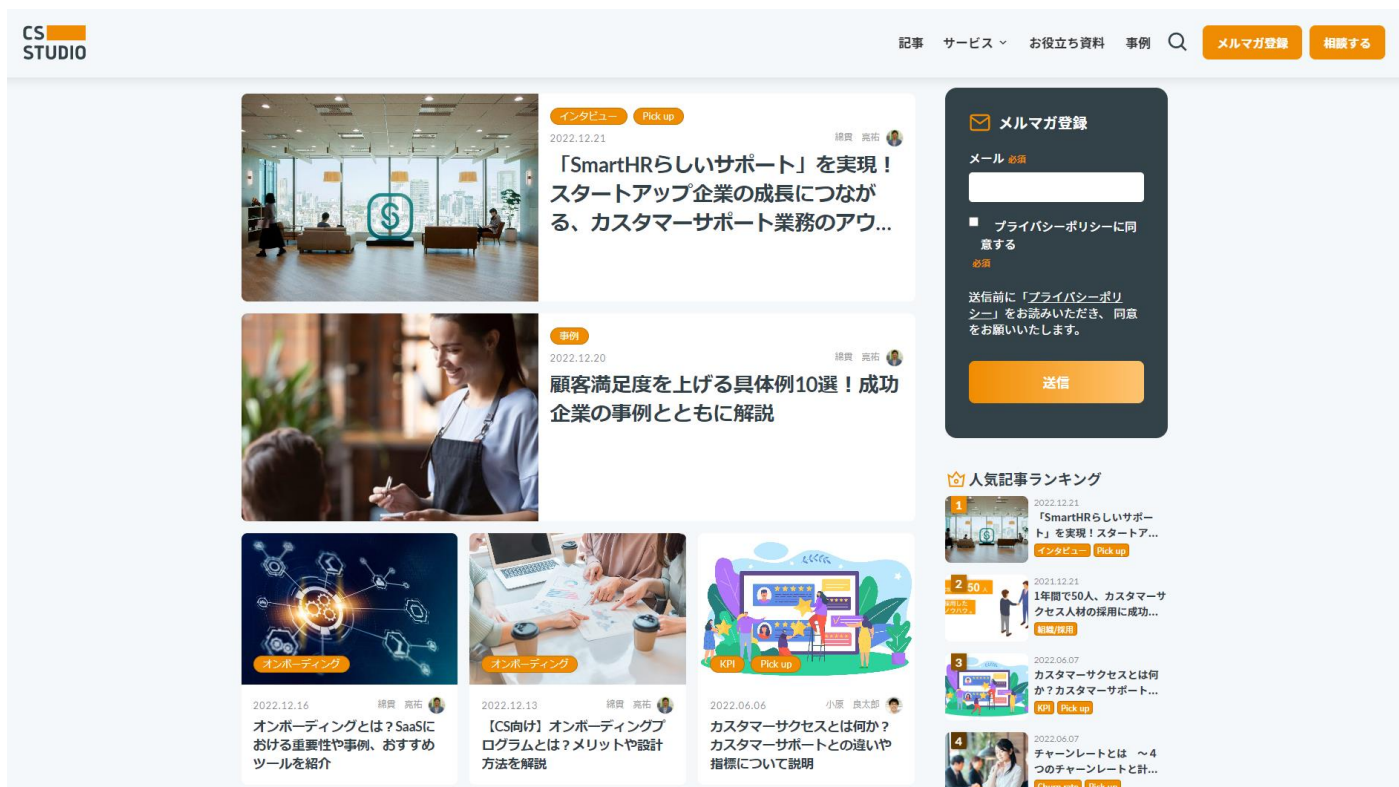 CS
STUDIO
記事
サービス
お役立ち資料
事例
メルマガ登録
相談する
インタビュー
Pick up
2022.12.21
綿貫 亮祐
「SmartHRらしいサポート」を実現!
スタートアップ企業の成長につなが
る、カスタマーサポート業務のアウ...
事例
2022.12.20
綿貫 亮祐
顧客満足度を上げる具体例10選!成功
企業の事例とともに解説
オンボーディング
2022.12.16
綿貫 亮祐
オンボーディングとは?SaaSに
おける重要性や事例、おすすめ
ツールを紹介
オンボーディング
2022.12.13
綿貫 亮祐
【CS向け】オンボーディングプ
ログラムとは?メリットや設計
方法を解説
KPI
Pick up
2022.06.06
小原 良太郎
カスタマーサクセスとは何か?
カスタマーサポートとの違いや
指標について説明
メルマガ登録
メール 必須
プライバシーポリシーに同
意する
必須
送信前に「プライバシーポリ
シー」をお読みいただき、 同意
をお願いいたします。
送信
人気記事ランキング
1
2022.12.21
「SmartHRらしいサポー
ト」を実現!スタートア...
インタビュー
Pick up
2
50
2021.12.21
1年間で50人、カスタマーサ
クセス人材の採用に成功...
組織/採用
3
2022.06.07
カスタマーサクセスとは何
か?カスタマーサポート...
KPI
Pick up
4
2022.06.07
チャーンレートとは ～4
つのチャーンレートと計...
Churn rate
Pick up